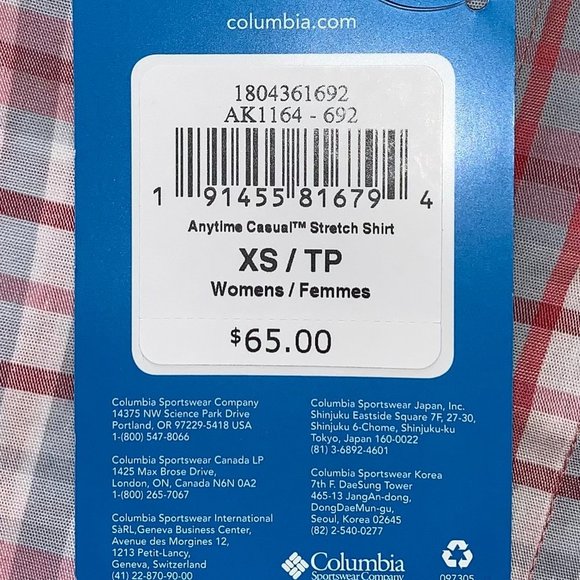 columbia.com
1804361692
AK1164 - 692
1 91455 81679 4
Anytime Casual™ Stretch Shirt
XS / TP
Womens / Femmes
$65.00
Columbia Sportswear Company
14375 NW Science Park Drive
Portland, OR 97229-5418 USA
1-(800) 547-8066
Columbia Sportswear Canada LP
1425 Max Brose Drive,
London, ON, Canada N6N 0A2
1-(800) 265-7067
Columbia Sportswear International
SàRL,Geneva Business Center,
Avenue des Morgines 12,
1213 Petit-Lancy,
Geneva, Switzerland
(41) 22-870-90-00
Columbia Sportswear Japan, Inc.
Shinjuku Eastside Square 7F, 27-30,
Shinjuku 6-Chome, Shinjuku-ku
Tokyo, Japan 160-0022
(81) 3-6892-4601
Columbia Sportswear Korea
7th F. DaeSung Tower
465-13 JangAn-dong,
DongDaeMun-gu,
Seoul, Korea 02645
(82) 2-540-0277
Columbia
Sportswear Company
097305